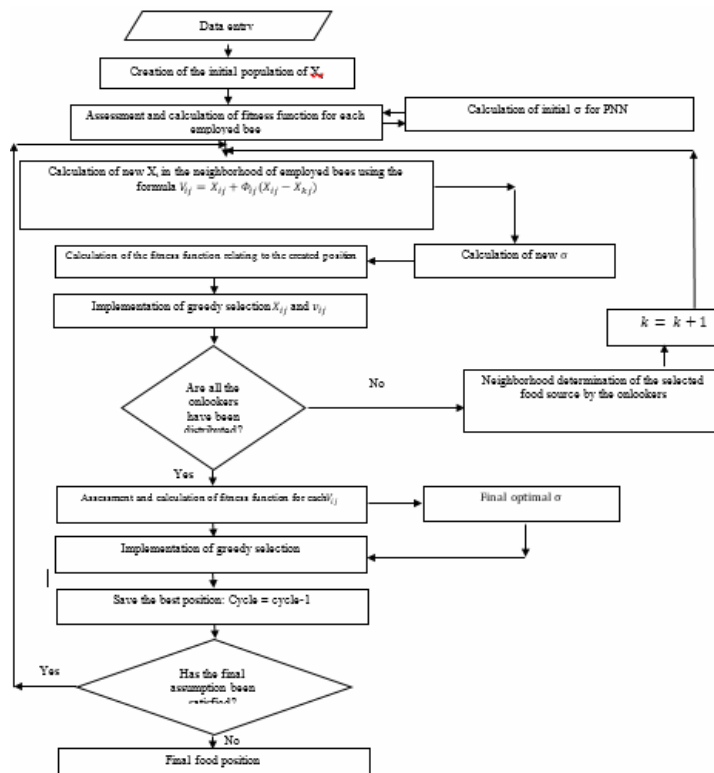 Data entry
Creation of the initial population of Xᵢ
Assessment and calculation of fitness function for each
employed bee
Calculation of initial σ for PNN
Calculation of new Xᵢ in the neighborhood of employed bees using the
formula Vᵢⱼ = Xᵢⱼ + Φᵢⱼ(Xᵢⱼ − Xₖⱼ)
Calculation of the fitness function relating to the created position
Calculation of new σ
Implementation of greedy selection Xᵢⱼ and vᵢⱼ
k = k + 1
Are all the
onlookers
have been
distributed?
No
Neighborhood determination of the selected
food source by the onlookers
Yes
Assessment and calculation of fitness function for eachVᵢⱼ
Final optimal σ
Implementation of greedy selection
Save the best position: Cycle = cycle-1
Yes
Has the final
assumption been
satisfied?
No
Final food position